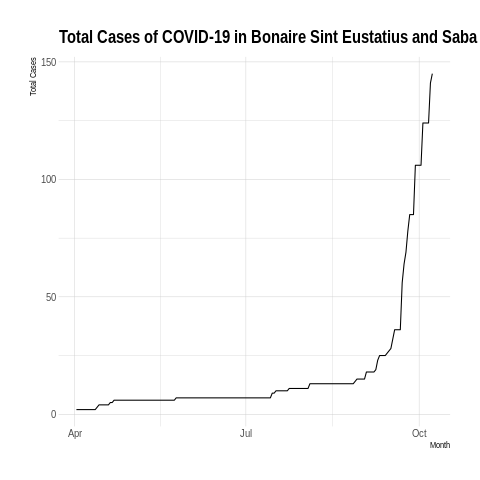 Total Cases of COVID-19 in Bonaire Sint Eustatius and Saba
Total Cases
150
100
50
0
Apr
Jul
Oct
Month